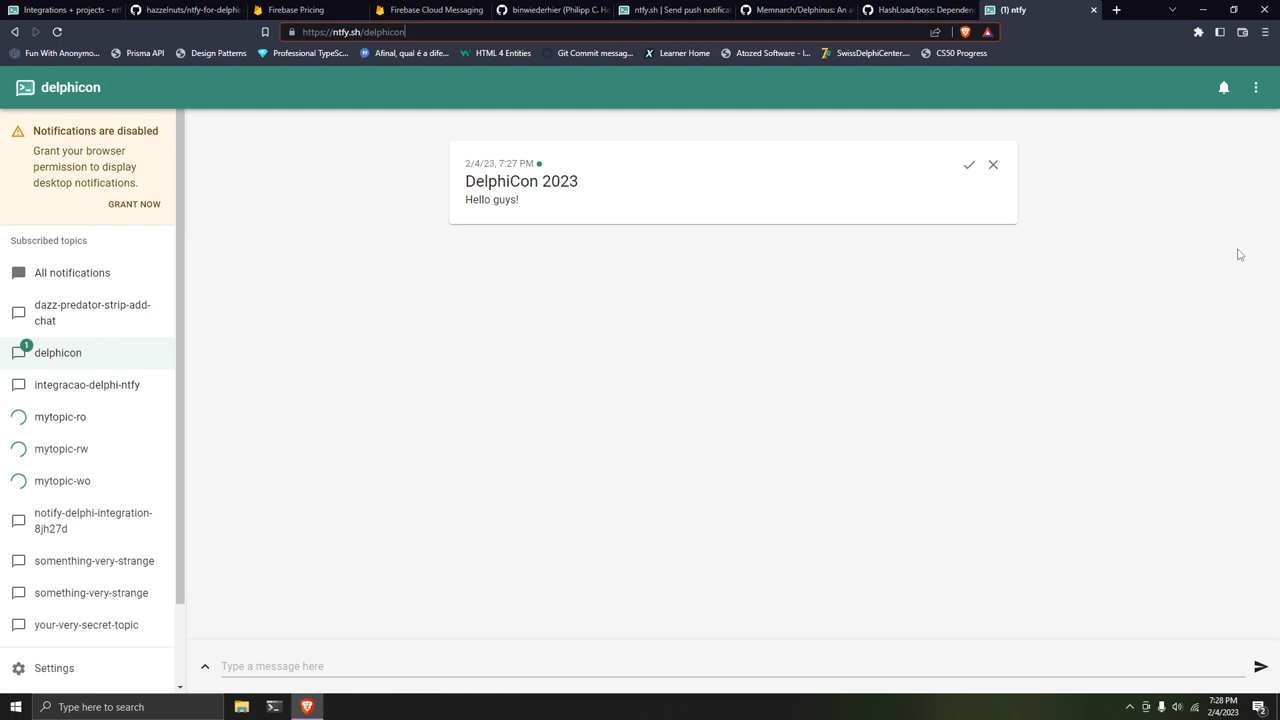 Integrations + projects - ntf
hazzelnuts/ntfy-for-delphi
Firebase Pricing
Firebase Cloud Messaging
binwiederhier (Philipp C. He
ntfy.sh | Send push notificat
Memnarch/Delphinus: An a
HashLoad/boss: Dependenc
(1) ntfy
https://ntfy.sh/delphicon
Fun With Anonymo...
Prisma API
Design Patterns
Professional TypeSc...
Afinal, qual é a dife...
HTML 4 Entities
Git Commit messag...
Learner Home
Atozed Software - I...
SwissDelphiCenter....
CS50 Progress
delphicon
Notifications are disabled
Grant your browser
permission to display
desktop notifications.
GRANT NOW
Subscribed topics
All notifications
dazz-predator-strip-add-
chat
1
delphicon
integracao-delphi-ntfy
mytopic-ro
mytopic-rw
mytopic-wo
notify-delphi-integration-
8jh27d
somenthing-very-strange
something-very-strange
your-very-secret-topic
Settings
2/4/23, 7:27 PM
DelphiCon 2023
Hello guys!
Type a message here
Type here to search
7:28 PM
2/4/2023
2